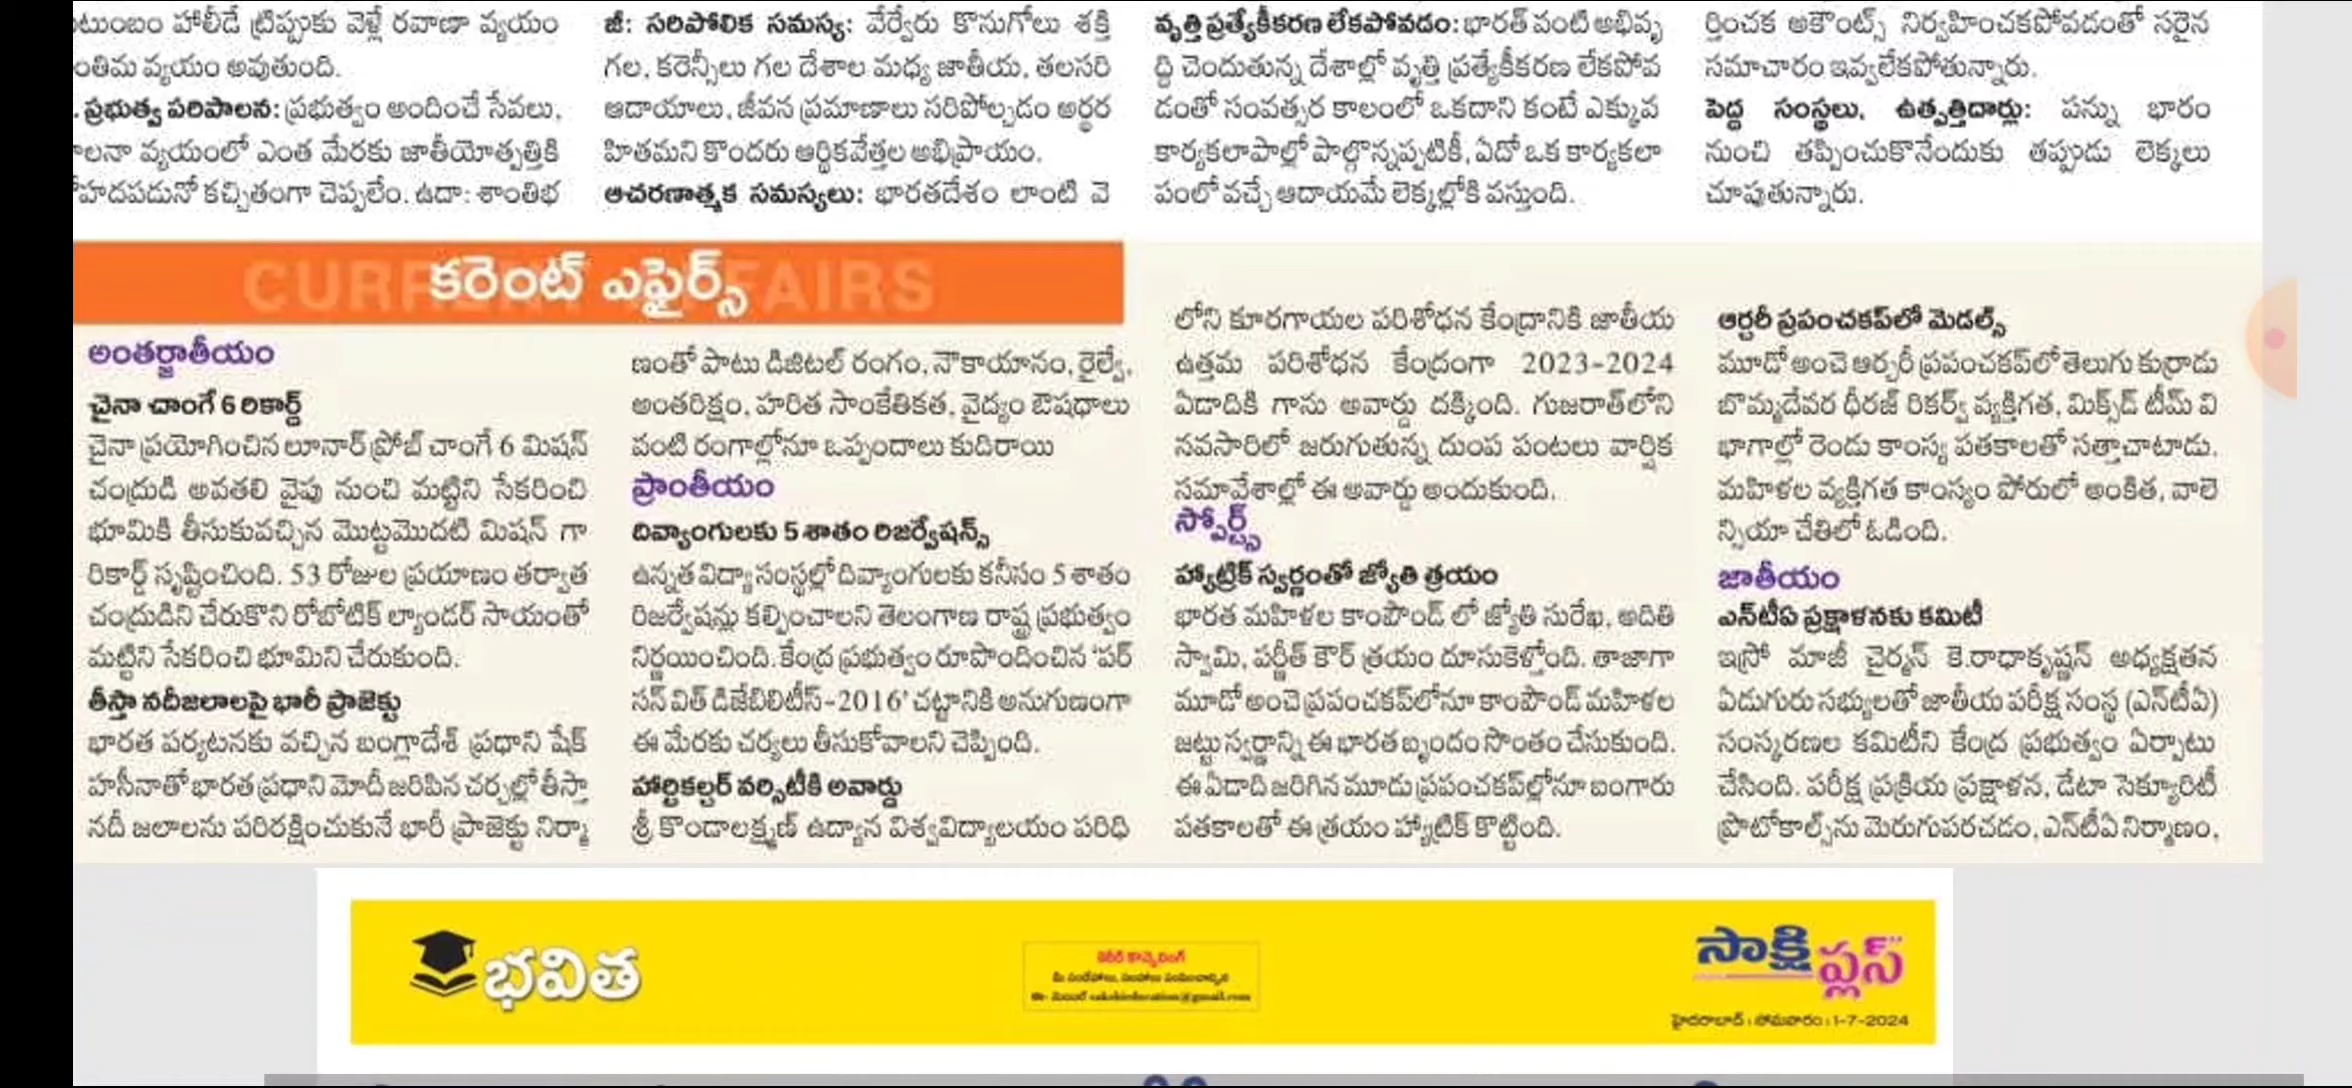 టుంబం హాలీడే ట్రిప్పుకు వెళ్లే రవాణా వ్యయం
ంతిమ వ్యయం అవుతుంది.
. ప్రభుత్వ పరిపాలన: ప్రభుత్వం అందించే సేవలు,
ాలనా వ్యయంలో ఎంత మేరకు జాతీయోత్పత్తికి
ోహదపడునో కచ్చితంగా చెప్పలేం. ఉదా: శాంతిభ
జీ: సరిపోలిక సమస్య: వేర్వేరు కొనుగోలు శక్తి
గల, కరెన్సీలు గల దేశాల మధ్య జాతీయ, తలసరి
ఆదాయాలు, జీవన ప్రమాణాలు సరిపోల్చడం అర్థర
హితమని కొందరు ఆర్థికవేత్తల అభిప్రాయం.
ఆచరణాత్మక సమస్యలు: భారతదేశం లాంటి వె
వృత్తి ప్రత్యేకీకరణ లేకపోవడం: భారత్ వంటి అభివృ
ద్ధి చెందుతున్న దేశాల్లో వృత్తి ప్రత్యేకీకరణ లేకపోవ
డంతో సంవత్సర కాలంలో ఒకదాని కంటే ఎక్కువ
కార్యకలాపాల్లో పాల్గొన్నప్పటికీ, ఏదో ఒక కార్యకలా
పంలో వచ్చే ఆదాయమే లెక్కల్లోకి వస్తుంది.
ర్తించక అకౌంట్స్ నిర్వహించకపోవడంతో సరైన
సమాచారం ఇవ్వలేకపోతున్నారు.
పెద్ద సంస్థలు, ఉత్పత్తిదార్లు: పన్ను భారం
నుంచి తప్పించుకొనేందుకు తప్పుడు లెక్కలు
చూపుతున్నారు.
కరెంట్ ఎఫైర్స్
అంతర్జాతీయం
చైనా చాంగే 6 రికార్డ్
చైనా ప్రయోగించిన లూనార్ ప్రోబ్ చాంగే 6 మిషన్
చంద్రుడి అవతలి వైపు నుంచి మట్టిని సేకరించి
భూమికి తీసుకువచ్చిన మొట్టమొదటి మిషన్ గా
రికార్డ్ సృష్టించింది. 53 రోజుల ప్రయాణం తర్వాత
చంద్రుడిని చేరుకొని రోబోటిక్ ల్యాండర్ సాయంతో
మట్టిని సేకరించి భూమిని చేరుకుంది.
తీస్తా నదీజలాలపై భారీ ప్రాజెక్టు
భారత పర్యటనకు వచ్చిన బంగ్లాదేశ్ ప్రధాని షేక్
హసీనాతో భారత ప్రధాని మోదీ జరిపిన చర్చల్లో తీస్తా
నదీ జలాలను పరిరక్షించుకునే భారీ ప్రాజెక్టు నిర్మా
ణంతో పాటు డిజిటల్ రంగం, నౌకాయానం, రైల్వే,
అంతరిక్షం, హరిత సాంకేతికత, వైద్యం ఔషధాలు
వంటి రంగాల్లోనూ ఒప్పందాలు కుదిరాయి
ప్రాంతీయం
దివ్యాంగులకు 5 శాతం రిజర్వేషన్స్
ఉన్నత విద్యా సంస్థల్లో దివ్యాంగులకు కనీసం 5 శాతం
రిజర్వేషన్లు కల్పించాలని తెలంగాణ రాష్ట్ర ప్రభుత్వం
నిర్ణయించింది. కేంద్ర ప్రభుత్వం రూపొందించిన 'పర్
సన్ విత్ డిజేబిలిటీస్-2016' చట్టానికి అనుగుణంగా
ఈ మేరకు చర్యలు తీసుకోవాలని చెప్పింది.
హార్టికల్చర్ వర్సిటీకి అవార్డు
శ్రీ కొండాలక్ష్మణ్ ఉద్యాన విశ్వవిద్యాలయం పరిధి
లోని కూరగాయల పరిశోధన కేంద్రానికి జాతీయ
ఉత్తమ పరిశోధన కేంద్రంగా 2023-2024
ఏడాదికి గాను అవార్డు దక్కింది. గుజరాత్‌లోని
నవసారిలో జరుగుతున్న దుంప పంటలు వార్షిక
సమావేశాల్లో ఈ అవార్డు అందుకుంది.
స్పోర్ట్స్
హ్యాట్రిక్ స్వర్ణంతో జ్యోతి త్రయం
భారత మహిళల కాంపౌండ్ లో జ్యోతి సురేఖ, అదితి
స్వామి, పర్ణీత్ కౌర్ త్రయం దూసుకెళ్తోంది. తాజాగా
మూడో అంచె ప్రపంచకప్‌లోనూ కాంపౌండ్ మహిళల
జట్టు స్వర్ణాన్ని ఈ భారత బృందం సొంతం చేసుకుంది.
ఈ ఏడాది జరిగిన మూడు ప్రపంచకప్‌ల్లోనూ బంగారు
పతకాలతో ఈ త్రయం హ్యాట్రిక్ కొట్టింది.
ఆర్చరీ ప్రపంచకప్‌లో మెడల్స్
మూడో అంచె ఆర్చరీ ప్రపంచకప్‌లో తెలుగు కుర్రాడు
బొమ్మదేవర ధీరజ్ రికర్వ్ వ్యక్తిగత, మిక్స్‌డ్ టీమ్ వి
భాగాల్లో రెండు కాంస్య పతకాలతో సత్తాచాటాడు.
మహిళల వ్యక్తిగత కాంస్యం పోరులో అంకిత, వాలె
న్సియా చేతిలో ఓడింది.
జాతీయం
ఎన్‌టీఏ ప్రక్షాళనకు కమిటీ
ఇస్రో మాజీ చైర్మన్ కె.రాధాకృష్ణన్ అధ్యక్షతన
ఏడుగురు సభ్యులతో జాతీయ పరీక్ష సంస్థ (ఎన్‌టీఏ)
సంస్కరణల కమిటీని కేంద్ర ప్రభుత్వం ఏర్పాటు
చేసింది. పరీక్ష ప్రక్రియ ప్రక్షాళన, డేటా సెక్యూరిటీ
ప్రొటోకాల్స్‌ను మెరుగుపరచడం, ఎన్‌టీఏ నిర్మాణం,
భవిత
కెరీర్ కౌన్సెలింగ్
మీ సందేహాలు, సలహాలు పంపించాల్సిన
ఈ- మెయిల్ sakshieducation@gmail.com
సాక్షి ప్లస్
హైదరాబాద్ : సోమవారం : 1-7-2024